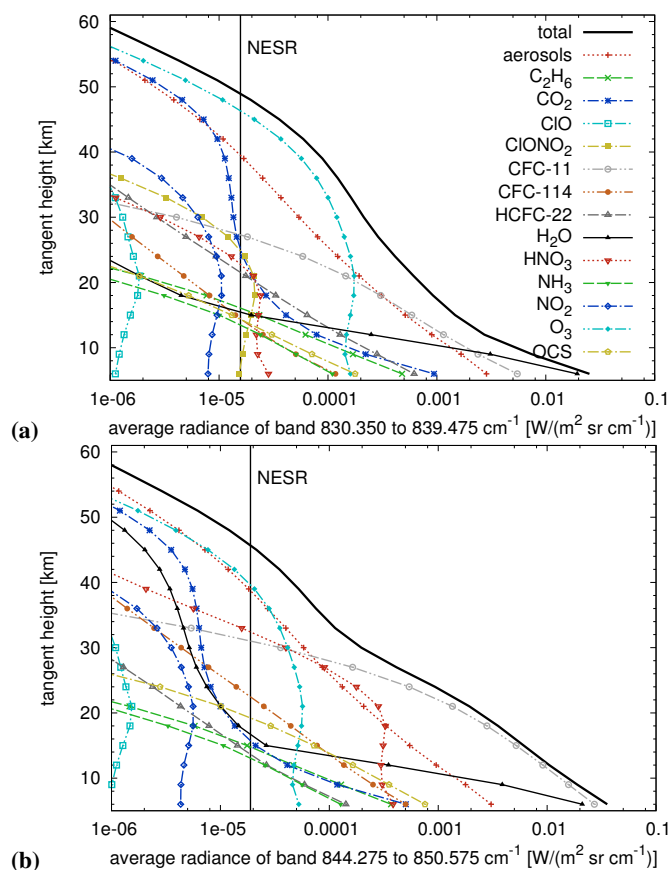 60
50
40
30
20
10
tangent height [km]
NESR
total
aerosols
C₂H₆
CO₂
ClO
ClONO₂
CFC-11
CFC-114
HCFC-22
H₂O
HNO₃
NH₃
NO₂
O₃
OCS
1e-06 1e-05 0.0001 0.001 0.01 0.1
(a) average radiance of band 830.350 to 839.475 cm⁻¹ [W/(m² sr cm⁻¹)]
60
50
40
30
20
10
tangent height [km]
NESR
1e-06 1e-05 0.0001 0.001 0.01 0.1
(b) average radiance of band 844.275 to 850.575 cm⁻¹ [W/(m² sr cm⁻¹)]